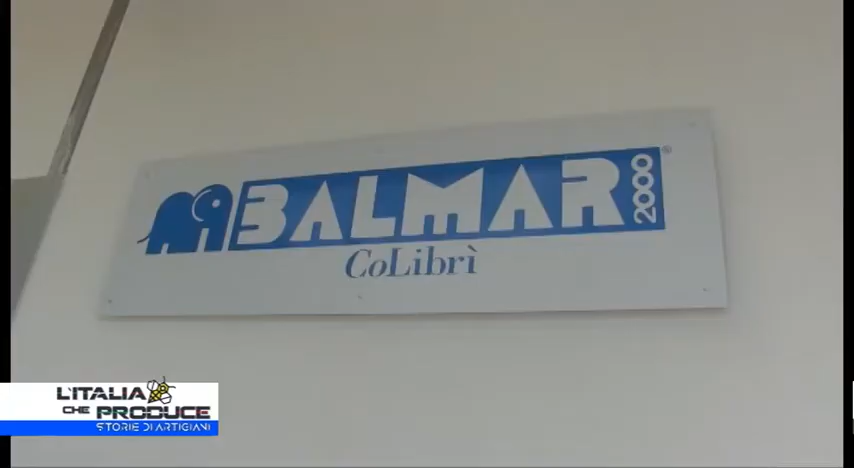 BALMAR 2000®
CoLibrì
L'ITALIA
CHE PRODUCE
STORIE DI ARTIGIANI